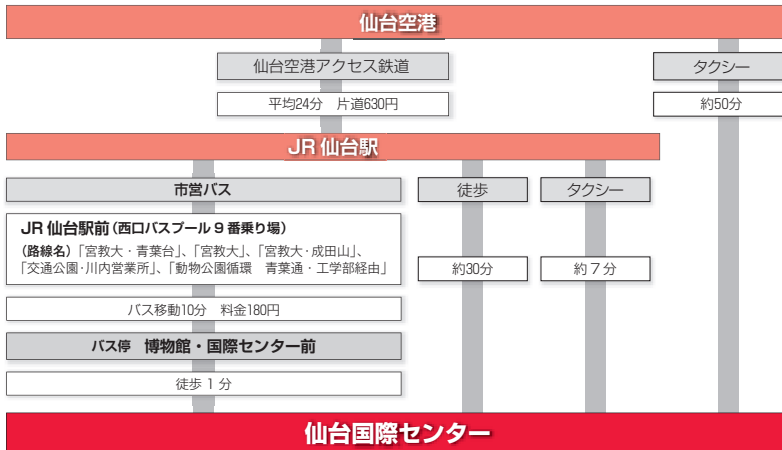 仙台空港
仙台空港アクセス鉄道
タクシー
平均24分 片道630円
約50分
JR 仙台駅
市営バス
徒歩
タクシー
JR 仙台駅前(西口バスプール9番乗り場)
(路線名)「宮教大・青葉台」、「宮教大」、「宮教大・成田山」、
「交通公園・川内営業所」、「動物公園循環 青葉通・工学部経由」
約30分
約7分
バス移動10分 料金180円
バス停 博物館・国際センター前
徒歩1分
仙台国際センター